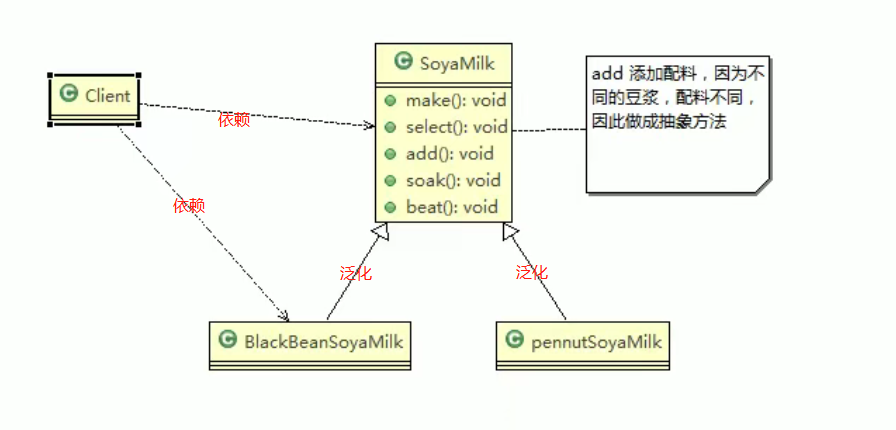 Client
依赖
依赖
SoyaMilk
make(): void
select(): void
add(): void
soak(): void
beat(): void
add 添加配料，因为不
同的豆浆，配料不同，
因此做成抽象方法
泛化
泛化
BlackBeanSoyaMilk
pennutSoyaMilk